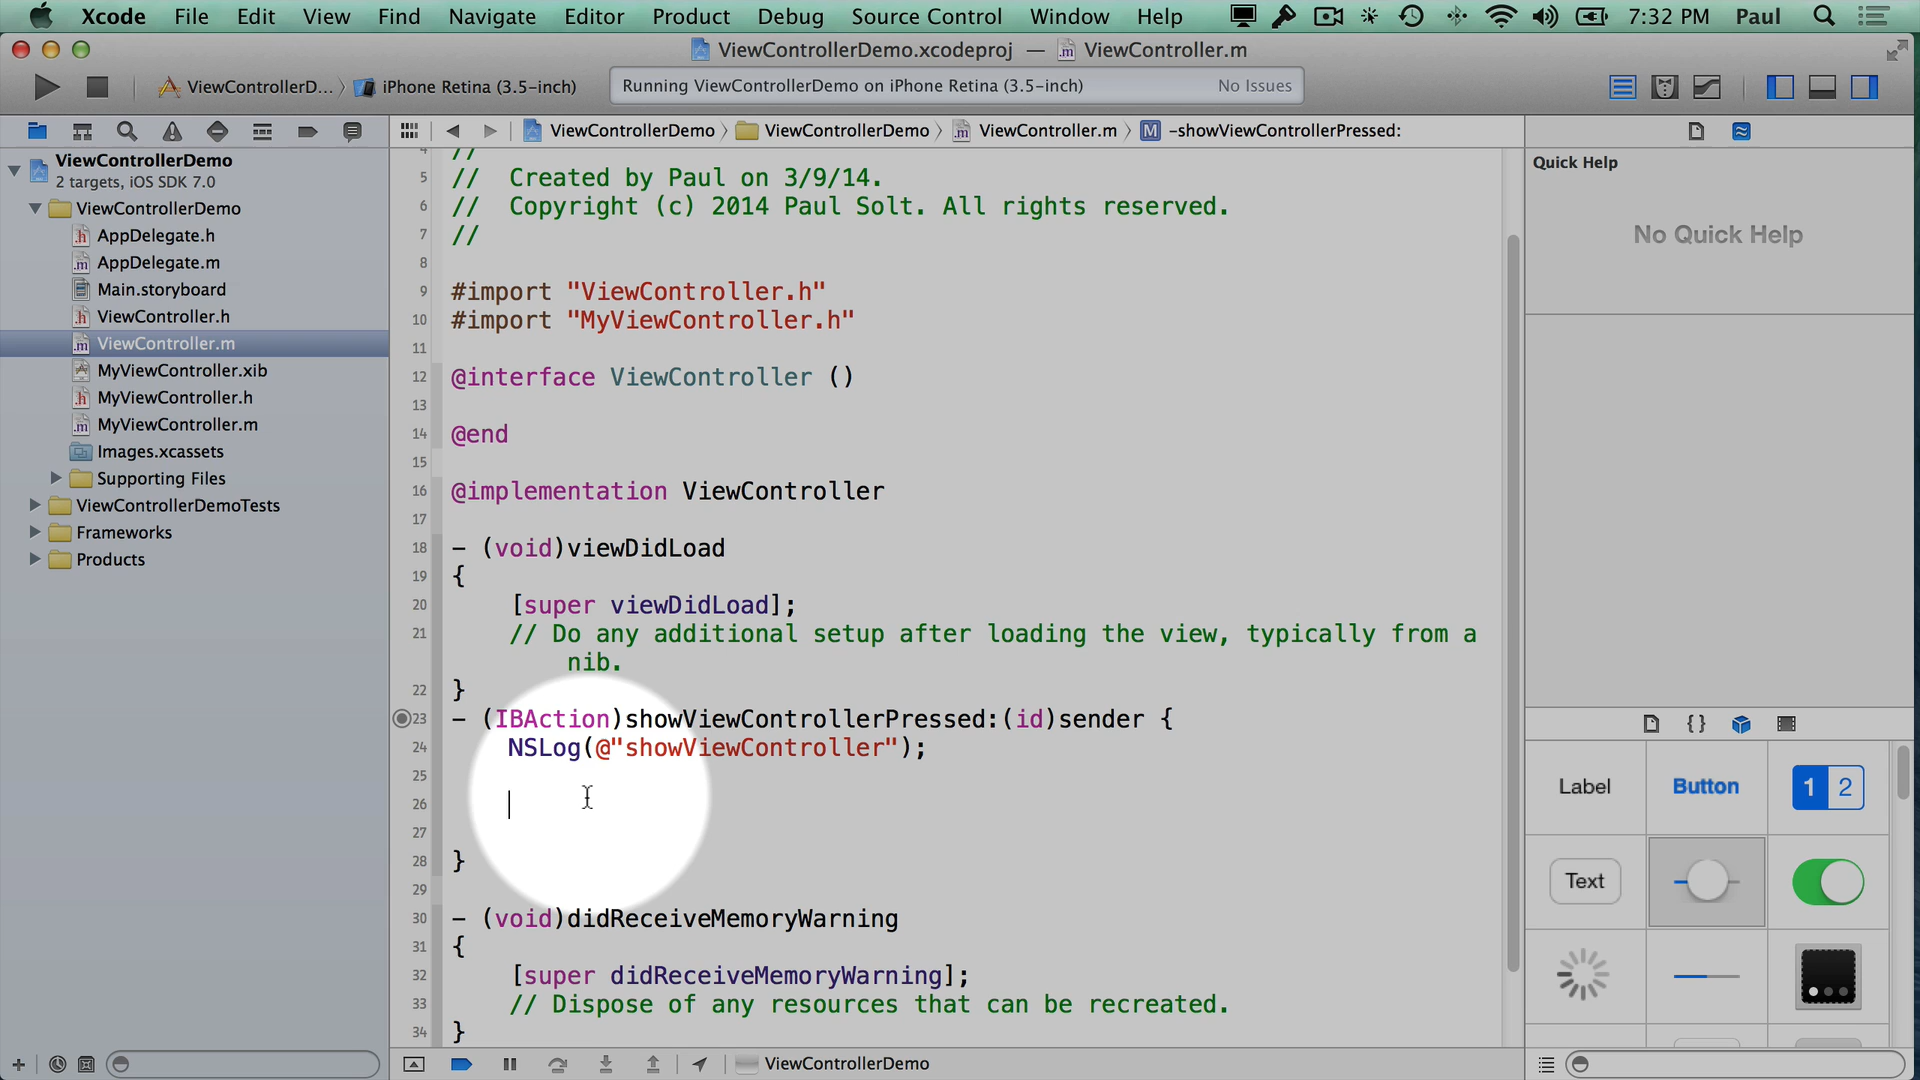 Xcode File Edit View Find Navigate Editor Product Debug Source Control Window Help 7:32 PM Paul
ViewControllerDemo.xcodeproj — ViewController.m
ViewControllerD... iPhone Retina (3.5-inch) Running ViewControllerDemo on iPhone Retina (3.5-inch) No Issues
ViewControllerDemo ViewControllerDemo ViewController.m M -showViewControllerPressed:
ViewControllerDemo
2 targets, iOS SDK 7.0
ViewControllerDemo
AppDelegate.h
AppDelegate.m
Main.storyboard
ViewController.h
ViewController.m
MyViewController.xib
MyViewController.h
MyViewController.m
Images.xcassets
Supporting Files
ViewControllerDemoTests
Frameworks
Products
4 //
5 //  Created by Paul on 3/9/14.
6 //  Copyright (c) 2014 Paul Solt. All rights reserved.
7 //
8
9 #import "ViewController.h"
10 #import "MyViewController.h"
11
12 @interface ViewController ()
13
14 @end
15
16 @implementation ViewController
17
18 - (void)viewDidLoad
19 {
20     [super viewDidLoad];
21     // Do any additional setup after loading the view, typically from a
nib.
22 }
23 - (IBAction)showViewControllerPressed:(id)sender {
24     NSLog(@"showViewController");
25
26
27
28 }
29
30 - (void)didReceiveMemoryWarning
31 {
32     [super didReceiveMemoryWarning];
33     // Dispose of any resources that can be recreated.
34 }
ViewControllerDemo
Quick Help
No Quick Help
{ }
Label Button 1 2
Text